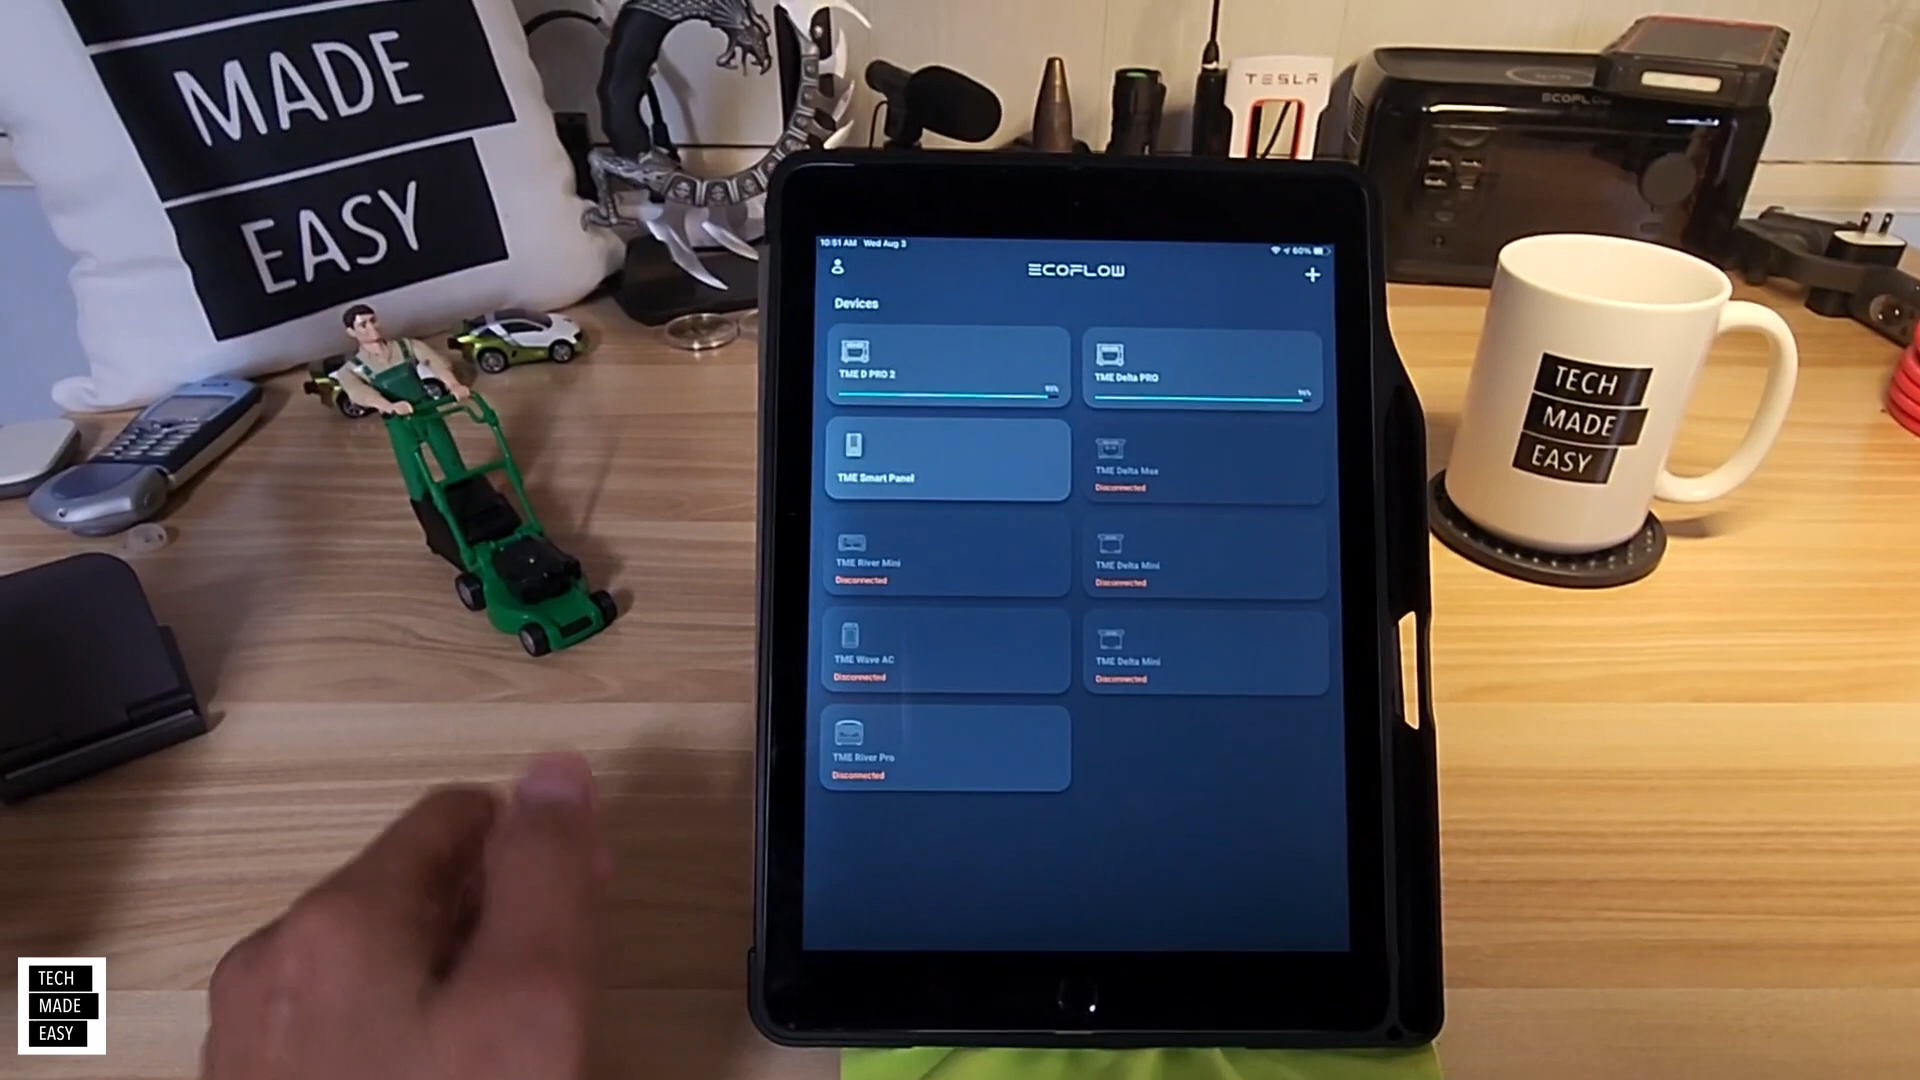 MADE
EASY
TESLA
ECOFLOW
10:51 AM Wed Aug 3
60%
ECOFLOW
Devices
TME D PRO 2
TME Delta PRO
TME Smart Panel
TME Delta Max
Disconnected
TME River Mini
Disconnected
TME Delta Mini
Disconnected
TME Wave AC
Disconnected
TME Delta Mini
Disconnected
TME River Pro
Disconnected
TECH
MADE
EASY
TECH
MADE
EASY